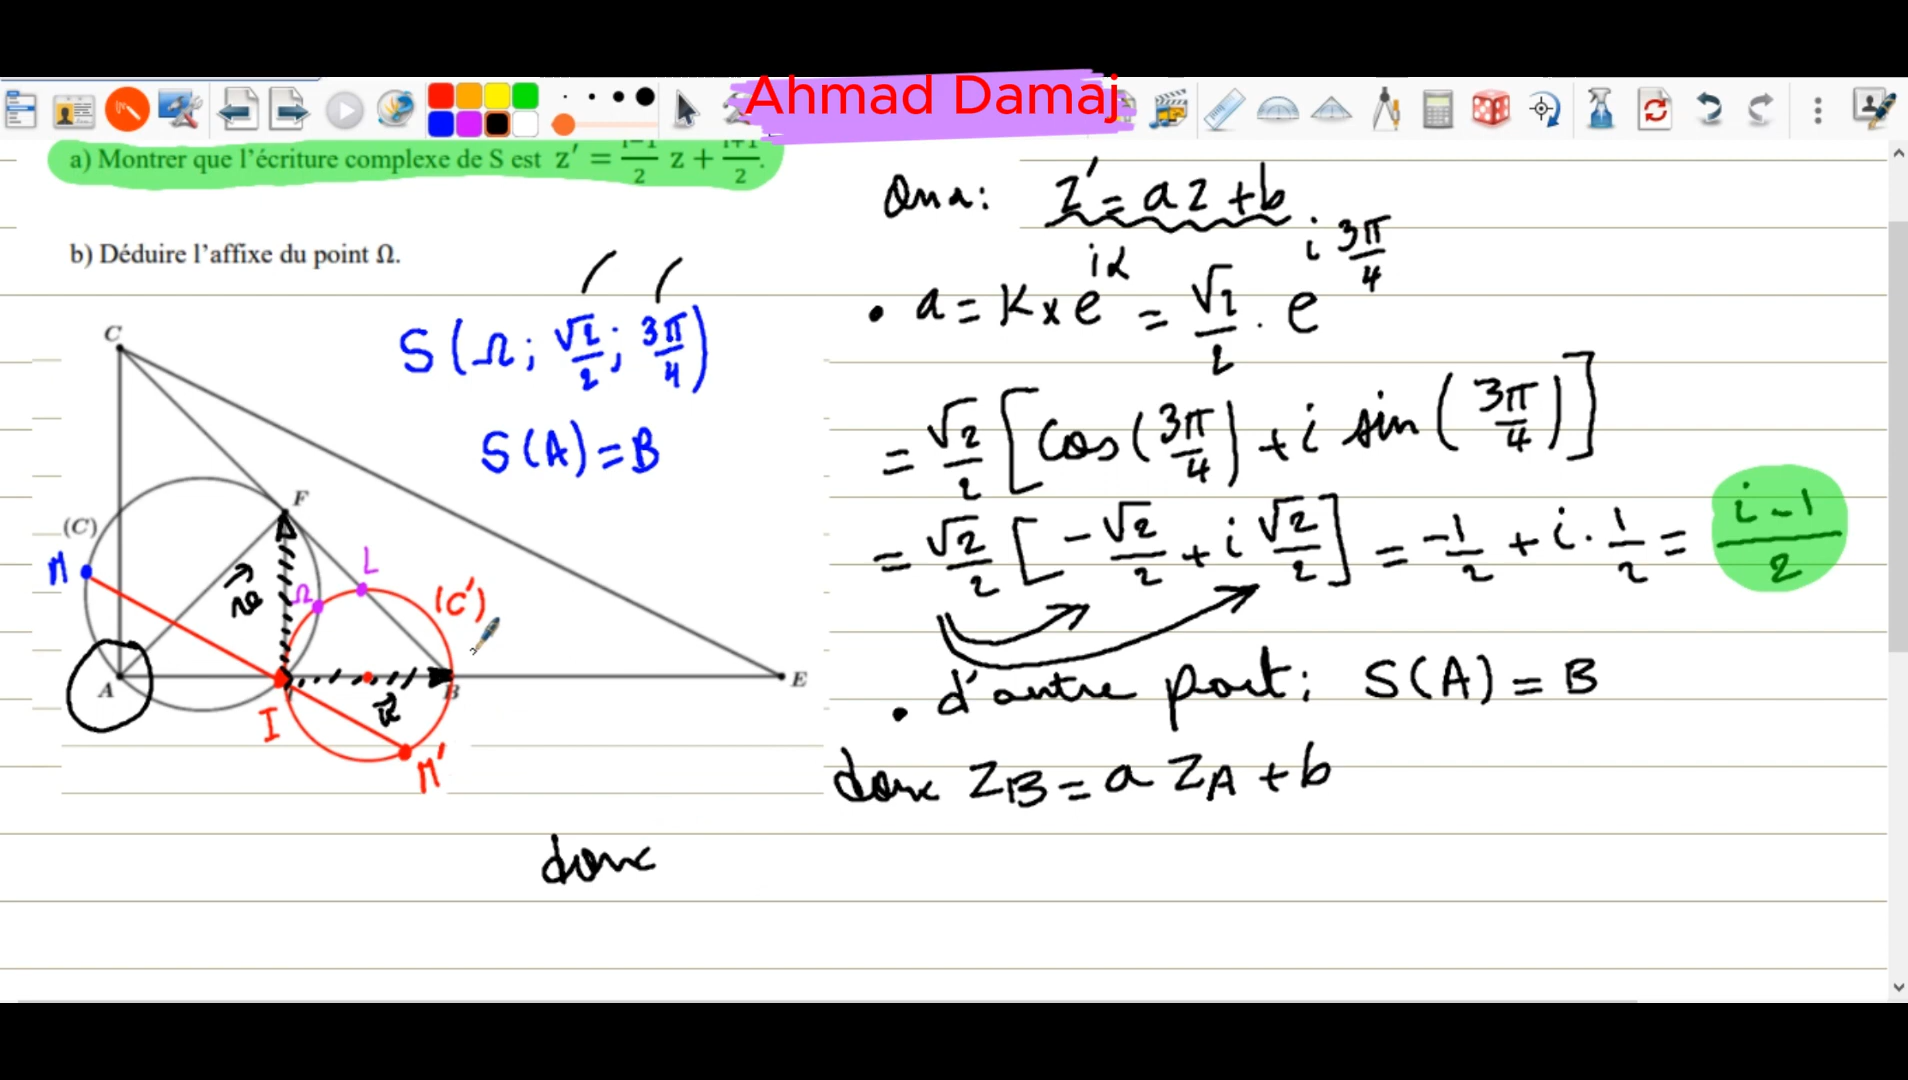 Ahmad Damaj
a) Montrer que l'écriture complexe de S est z′ = i−1/2 z + i+1/2.
b) Déduire l'affixe du point Ω.
S(Ω; √2/2; 3π/4)
S(A) = B
C
F
(C)
M
L
Ω
(C')
A
B
E
I
M'
donc
On a: z' = a z + b
• a = K × e^iα = √2/2 . e^i 3π/4
= √2/2 [cos(3π/4) + i sin(3π/4)]
= √2/2 [-√2/2 + i √2/2] = -1/2 + i . 1/2 = i-1/2
• d'autre part; S(A) = B
donc ZB = a ZA + b